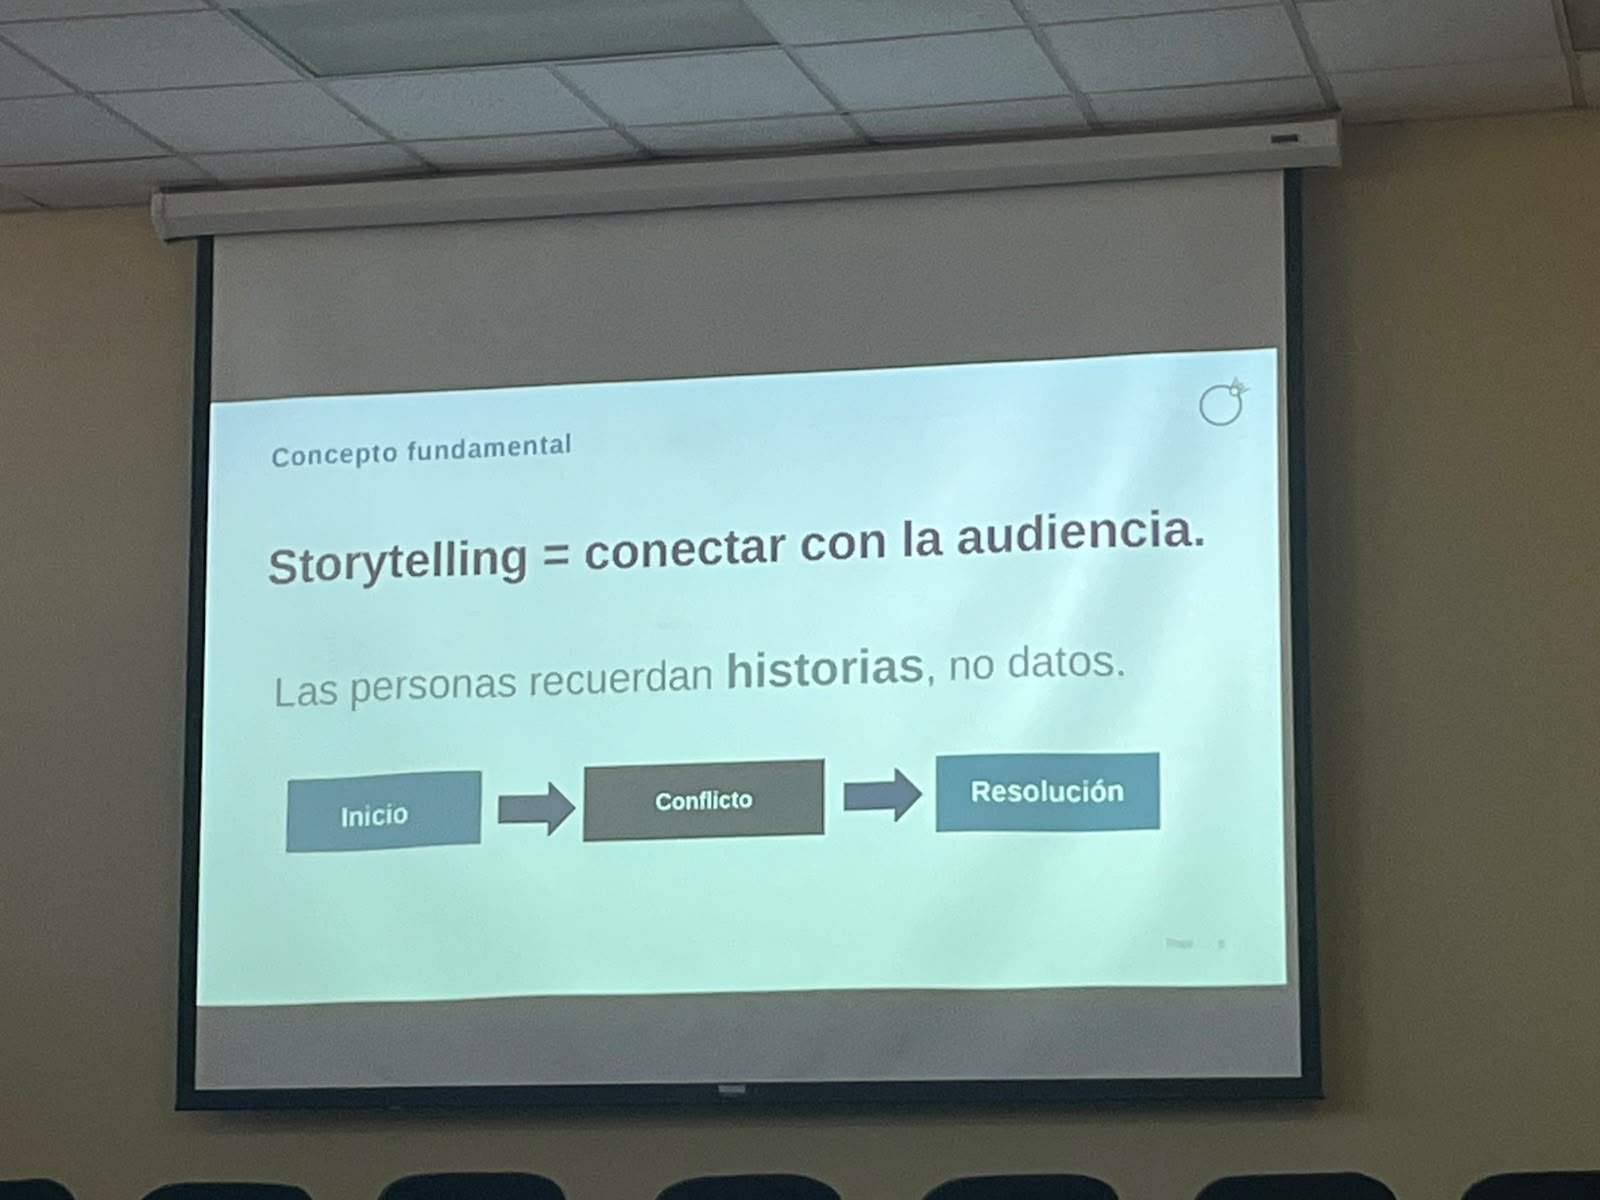 Concepto fundamental
Storytelling = conectar con la audiencia.
Las personas recuerdan historias, no datos.
Inicio
Conflicto
Resolución